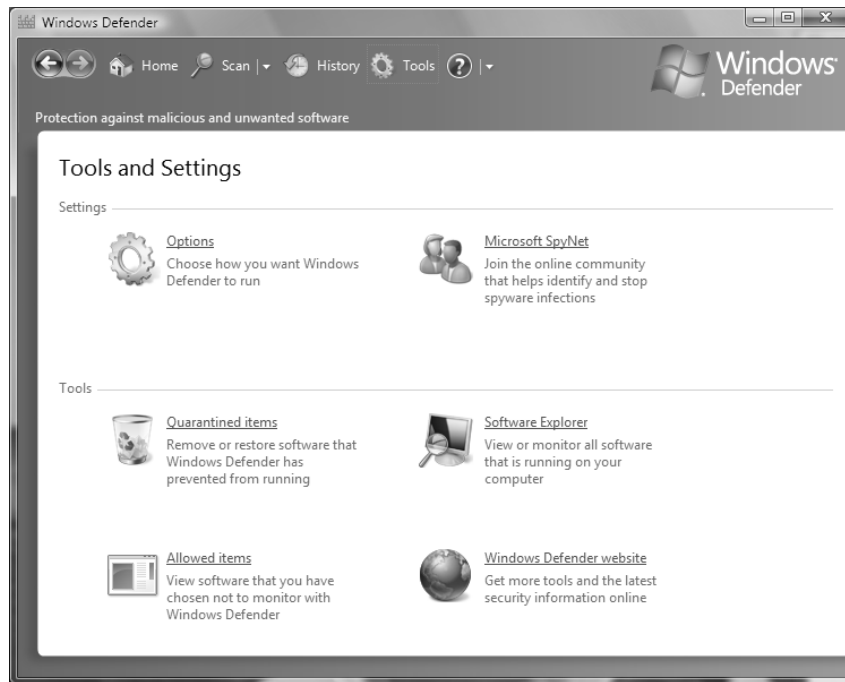 Windows Defender
Home Scan History Tools
Windows Defender
Protection against malicious and unwanted software
Tools and Settings
Settings
Options
Choose how you want Windows
Defender to run
Microsoft SpyNet
Join the online community
that helps identify and stop
spyware infections
Tools
Quarantined items
Remove or restore software that
Windows Defender has
prevented from running
Software Explorer
View or monitor all software
that is running on your
computer
Allowed items
View software that you have
chosen not to monitor with
Windows Defender
Windows Defender website
Get more tools and the latest
security information online